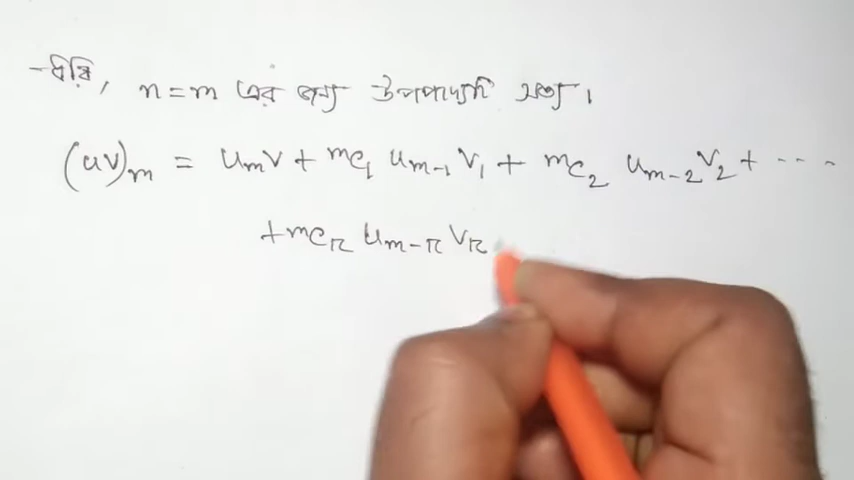 ধরি, n = m এর জন্য উপপাদ্যটি সত্য।
(uv)ₘ = uₘv + mc₁ uₘ₋₁ v₁ + mc₂ uₘ₋₂ v₂ + ----
+ mcᵣ uₘ₋ᵣ vᵣ